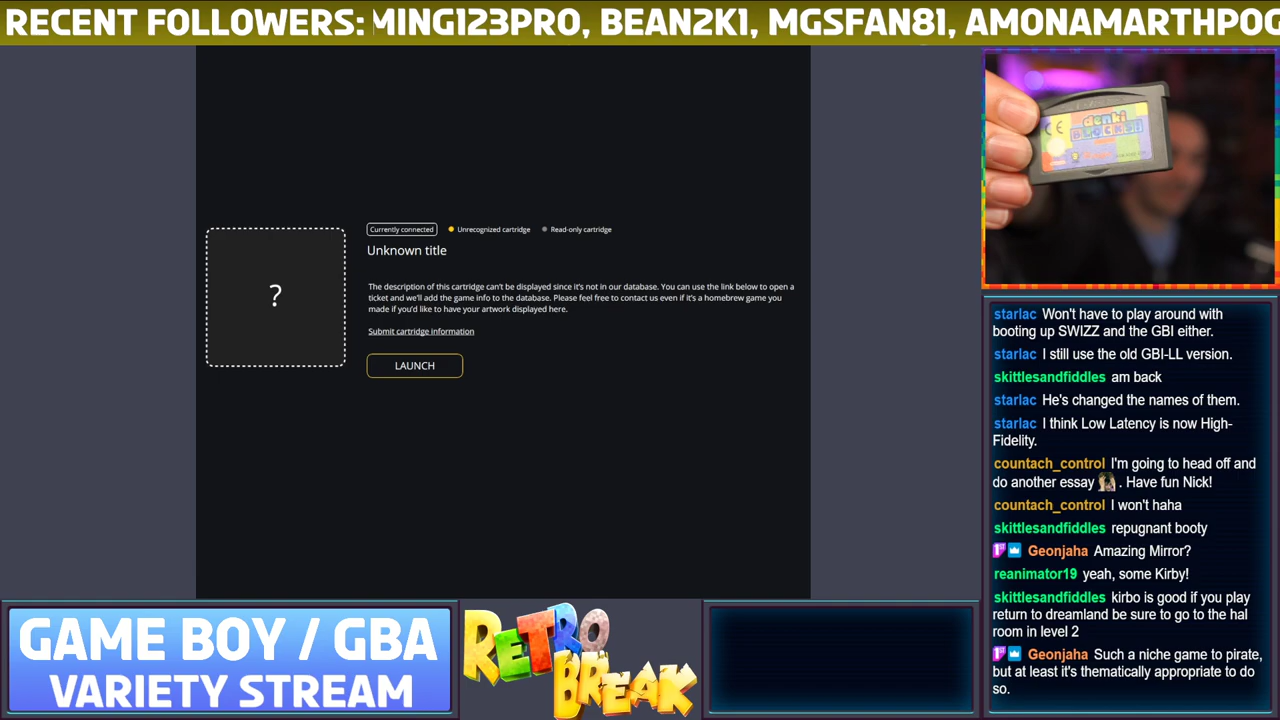 RECENT FOLLOWERS: MING123PRO, BEAN2K1, MGSFAN81, AMONAMARTHPOG
Currently connected
Unrecognized cartridge
Read-only cartridge
Unknown title
?
The description of this cartridge can't be displayed since it's not in our database. You can use the link below to open a
ticket and we'll add the game info to the database. Please feel free to contact us even if it's a homebrew game you
made if you'd like to have your artwork displayed here.
Submit cartridge information
LAUNCH
CE
denki
BLOCKS!
starlac Won't have to play around with
booting up SWIZZ and the GBI either.
starlac I still use the old GBI-LL version.
skittlesandfiddles am back
starlac He's changed the names of them.
starlac I think Low Latency is now High-
Fidelity.
countach_control I'm going to head off and
do another essay . Have fun Nick!
countach_control I won't haha
skittlesandfiddles repugnant booty
1st Geonjaha Amazing Mirror?
reanimator19 yeah, some Kirby!
skittlesandfiddles kirbo is good if you play
return to dreamland be sure to go to the hal
room in level 2
1st Geonjaha Such a niche game to pirate,
but at least it's thematically appropriate to do
so.
GAME BOY / GBA
VARIETY STREAM
RETRO
BREAK